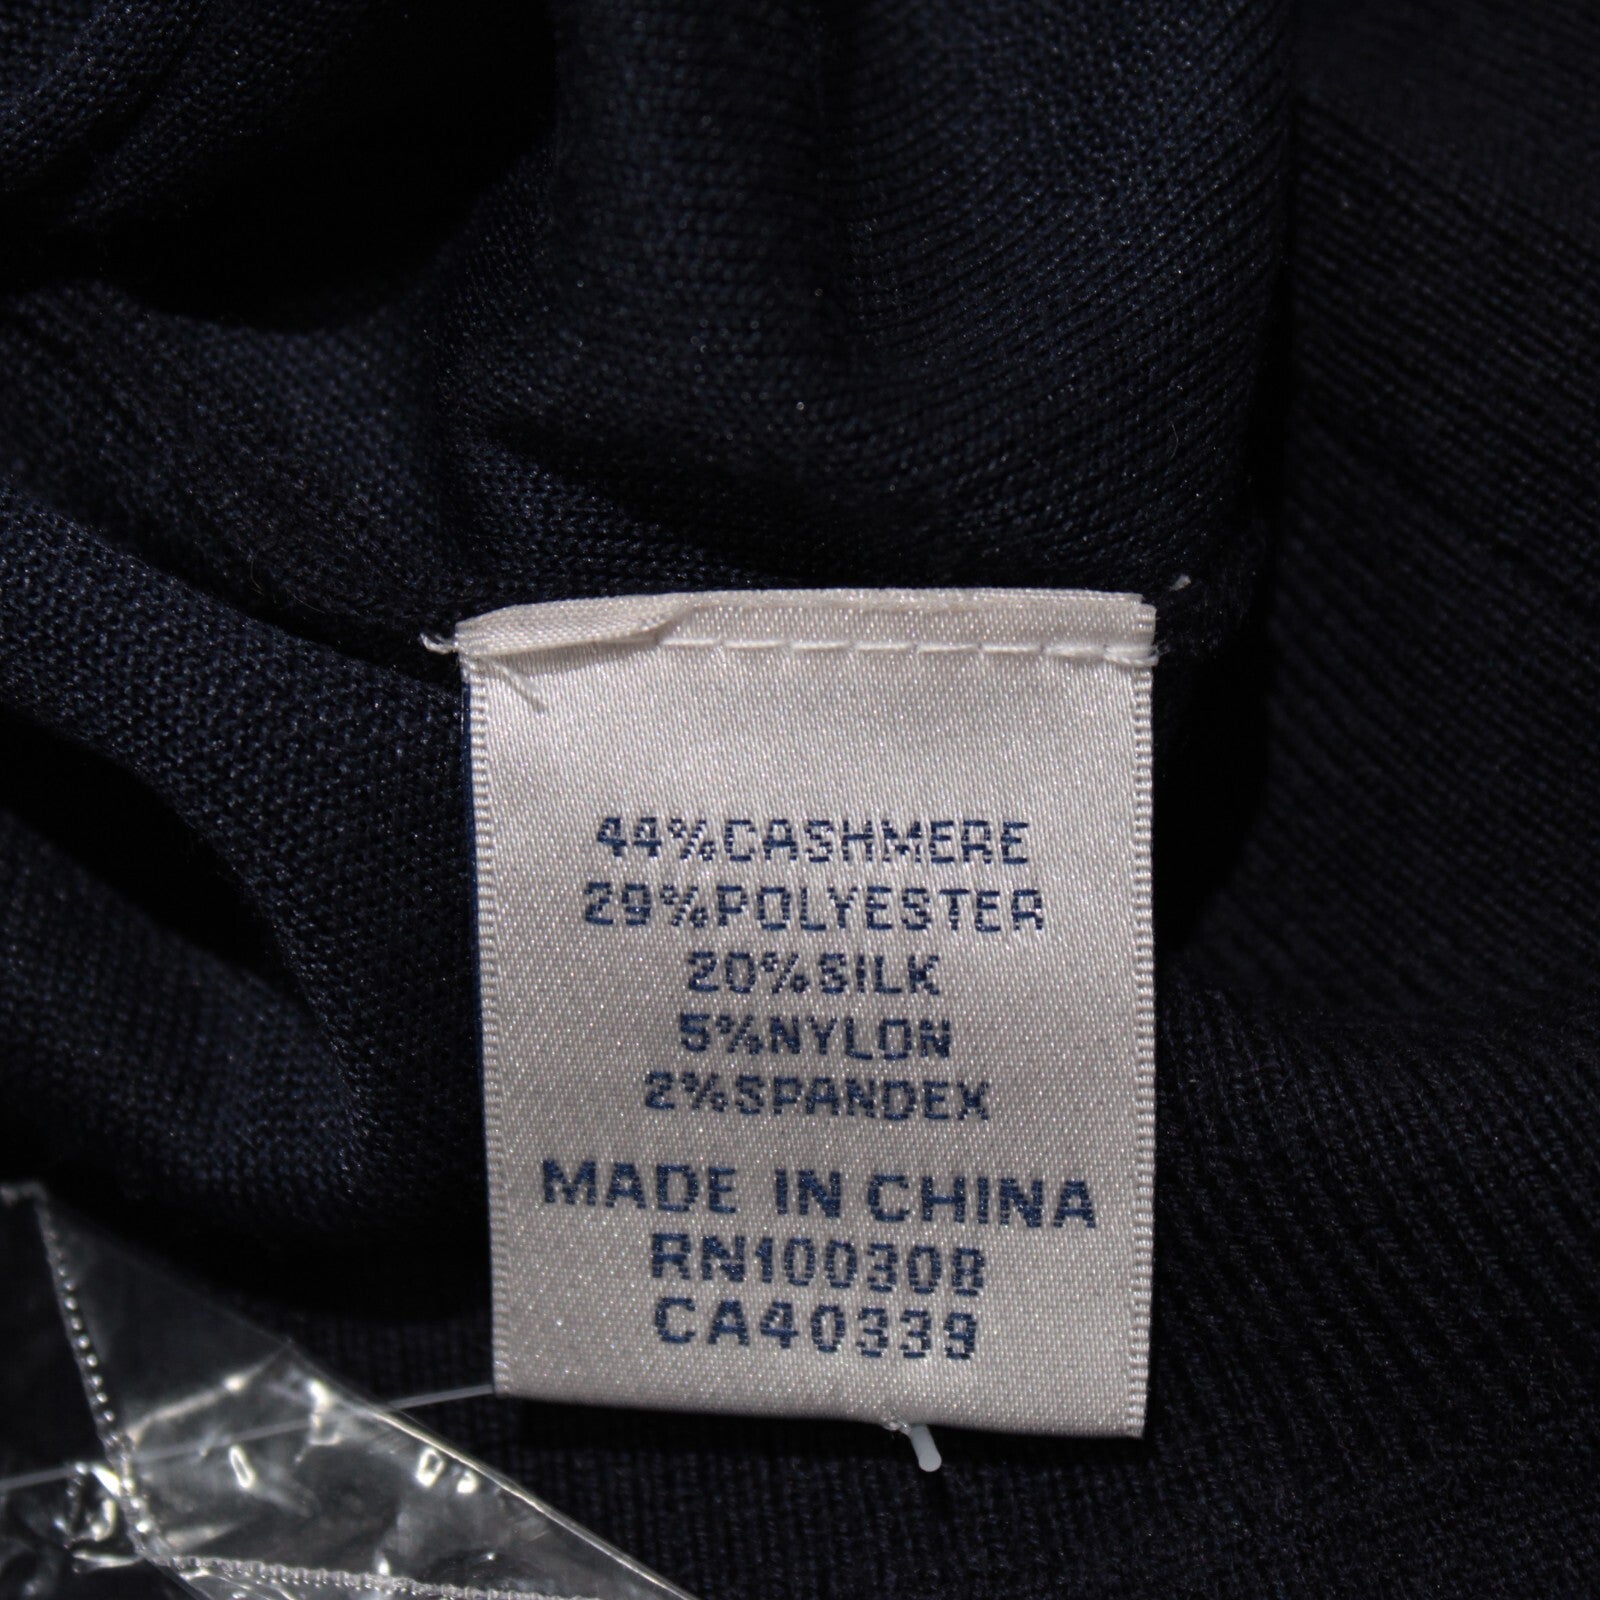 44%CASHMERE
29%POLYESTER
20%SILK
5%NYLON
2%SPANDEX
MADE IN CHINA
RN100308
CA40339